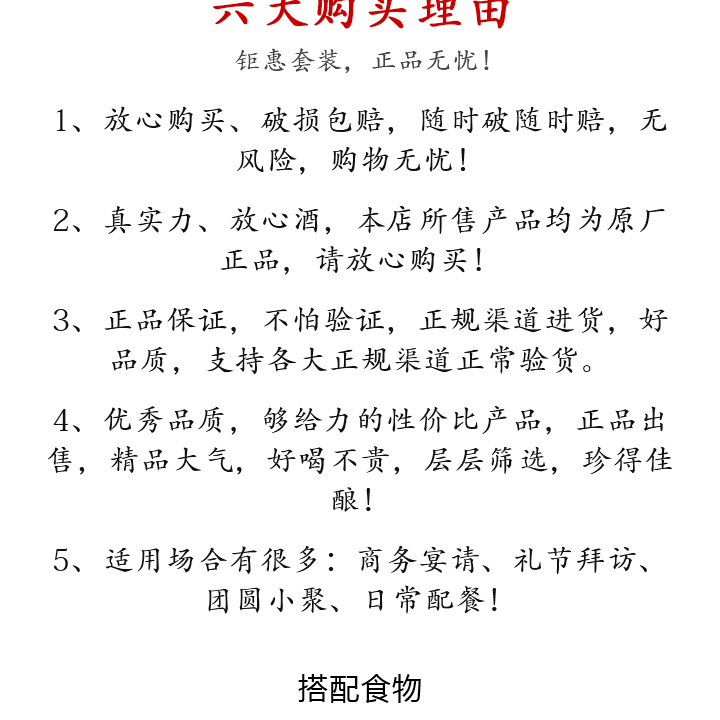 六大购买理由
钜惠套装，正品无忧！
1、放心购买、破损包赔，随时破随时赔，无
风险，购物无忧！
2、真实力、放心酒，本店所售产品均为原厂
正品，请放心购买！
3、正品保证，不怕验证，正规渠道进货，好
品质，支持各大正规渠道正常验货。
4、优秀品质，够给力的性价比产品，正品出
售，精品大气，好喝不贵，层层筛选，珍得佳
酿！
5、适用场合有很多：商务宴请、礼节拜访、
团圆小聚、日常配餐！
搭配食物